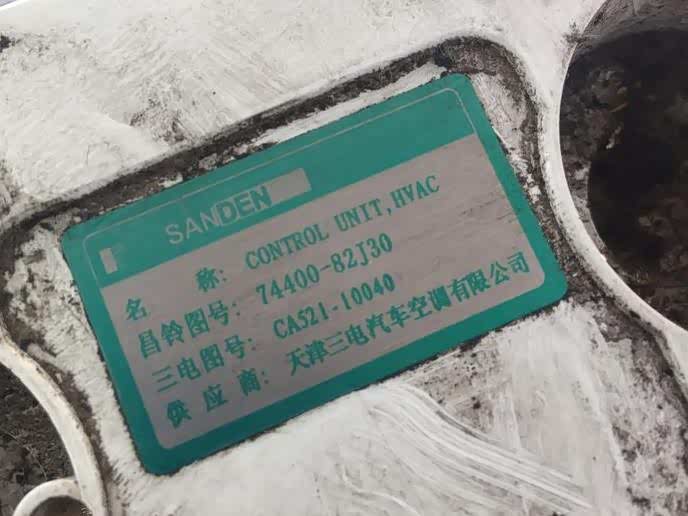 SANDEN
名 称: CONTROL UNIT,HVAC
昌铃图号: 74400-82J30
三电图号: CA521-10040
供 应 商: 天津三电汽车空调有限公司